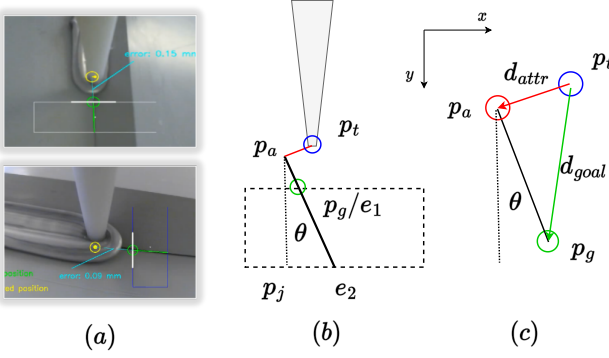 error: 0.15 mm
error: 0.09 mm
osition
ed position
(a)
p_t
p_a
p_g/e_1
θ
p_j
e_2
(b)
x
y
d_attr
p_t
p_a
d_goal
θ
p_g
(c)